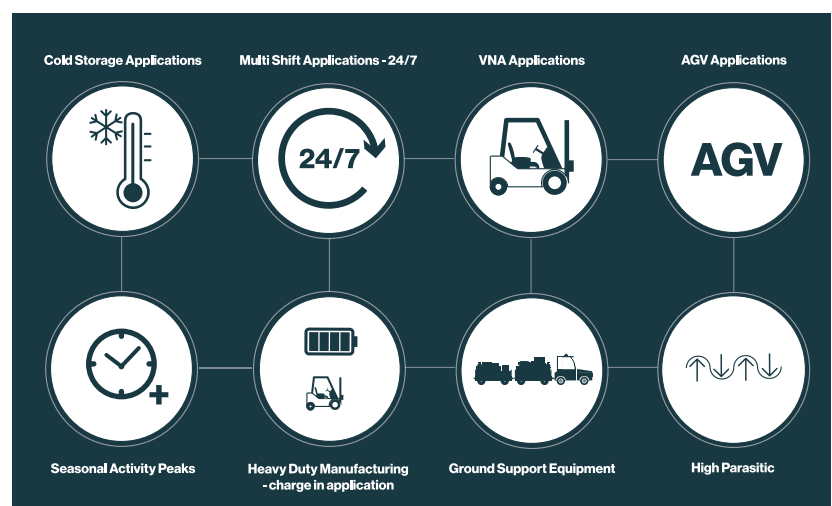 Cold Storage Applications
Multi Shift Applications - 24/7
VNA Applications
AGV Applications
24/7
AGV
Seasonal Activity Peaks
Heavy Duty Manufacturing
- charge in application
Ground Support Equipment
High Parasitic